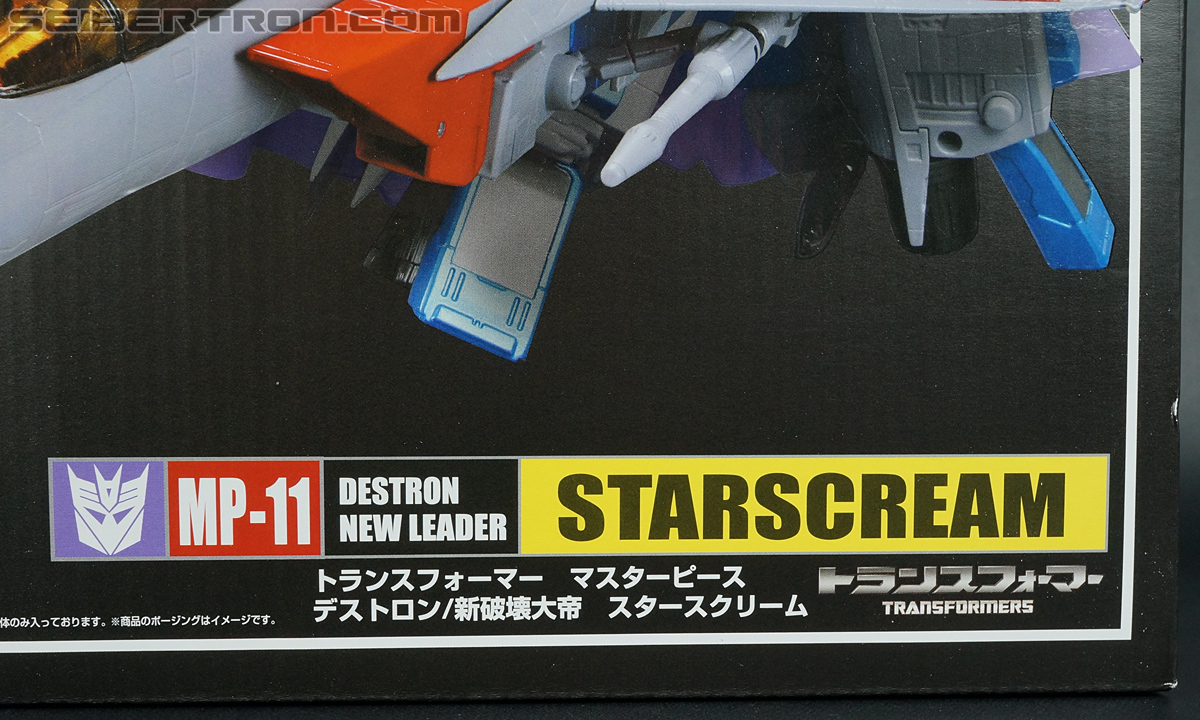 SEIBERTRON.COM
MP-11
DESTRON
NEW LEADER
STARSCREAM
トランスフォーマー　マスターピース
デストロン/新破壊大帝　スタースクリーム
トランスフォーマー
TRANSFORMERS
体のみ入っております。※商品のポージングはイメージです。